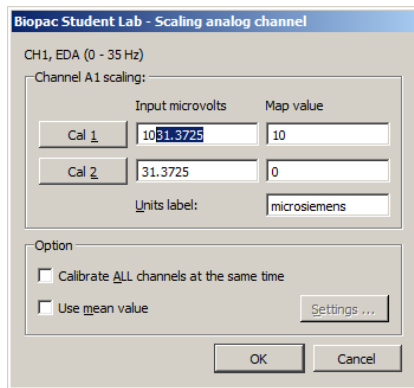 Biopac Student Lab - Scaling analog channel
CH1, EDA (0 - 35 Hz)
Channel A1 scaling:
Input microvolts Map value
Cal 1 1031.3725 10
Cal 2 31.3725 0
Units label: microsiemens
Option
Calibrate ALL channels at the same time
Use mean value Settings ...
OK Cancel